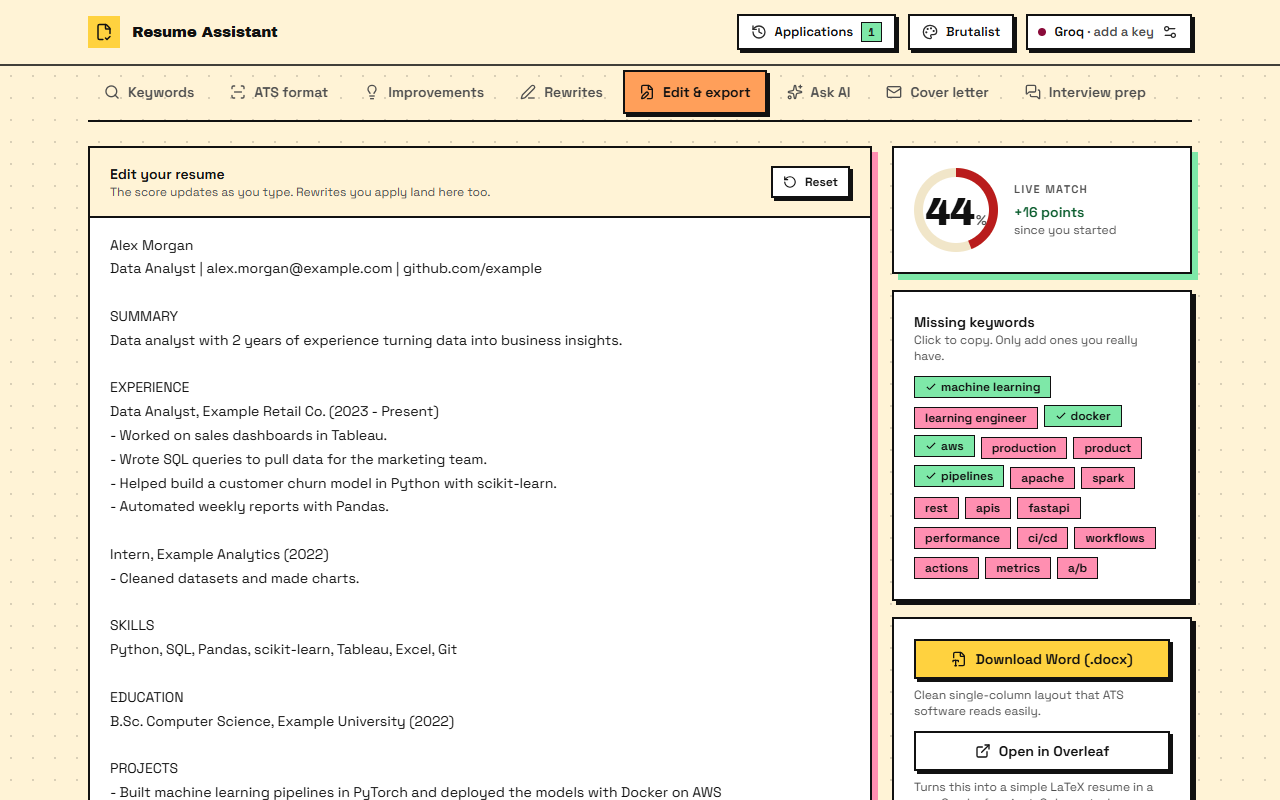 Resume Assistant
Applications 1
Brutalist
Groq · add a key
Keywords
ATS format
Improvements
Rewrites
Edit & export
Ask AI
Cover letter
Interview prep
Edit your resume
The score updates as you type. Rewrites you apply land here too.
Reset
Alex Morgan
Data Analyst | alex.morgan@example.com | github.com/example
SUMMARY
Data analyst with 2 years of experience turning data into business insights.
EXPERIENCE
Data Analyst, Example Retail Co. (2023 - Present)
- Worked on sales dashboards in Tableau.
- Wrote SQL queries to pull data for the marketing team.
- Helped build a customer churn model in Python with scikit-learn.
- Automated weekly reports with Pandas.
Intern, Example Analytics (2022)
- Cleaned datasets and made charts.
SKILLS
Python, SQL, Pandas, scikit-learn, Tableau, Excel, Git
EDUCATION
B.Sc. Computer Science, Example University (2022)
PROJECTS
- Built machine learning pipelines in PyTorch and deployed the models with Docker on AWS
44%
LIVE MATCH
+16 points
since you started
Missing keywords
Click to copy. Only add ones you really
have.
machine learning
learning engineer docker
aws production product
pipelines apache spark
rest apis fastapi
performance ci/cd workflows
actions metrics a/b
Download Word (.docx)
Clean single-column layout that ATS
software reads easily.
Open in Overleaf
Turns this into a simple LaTeX resume in a